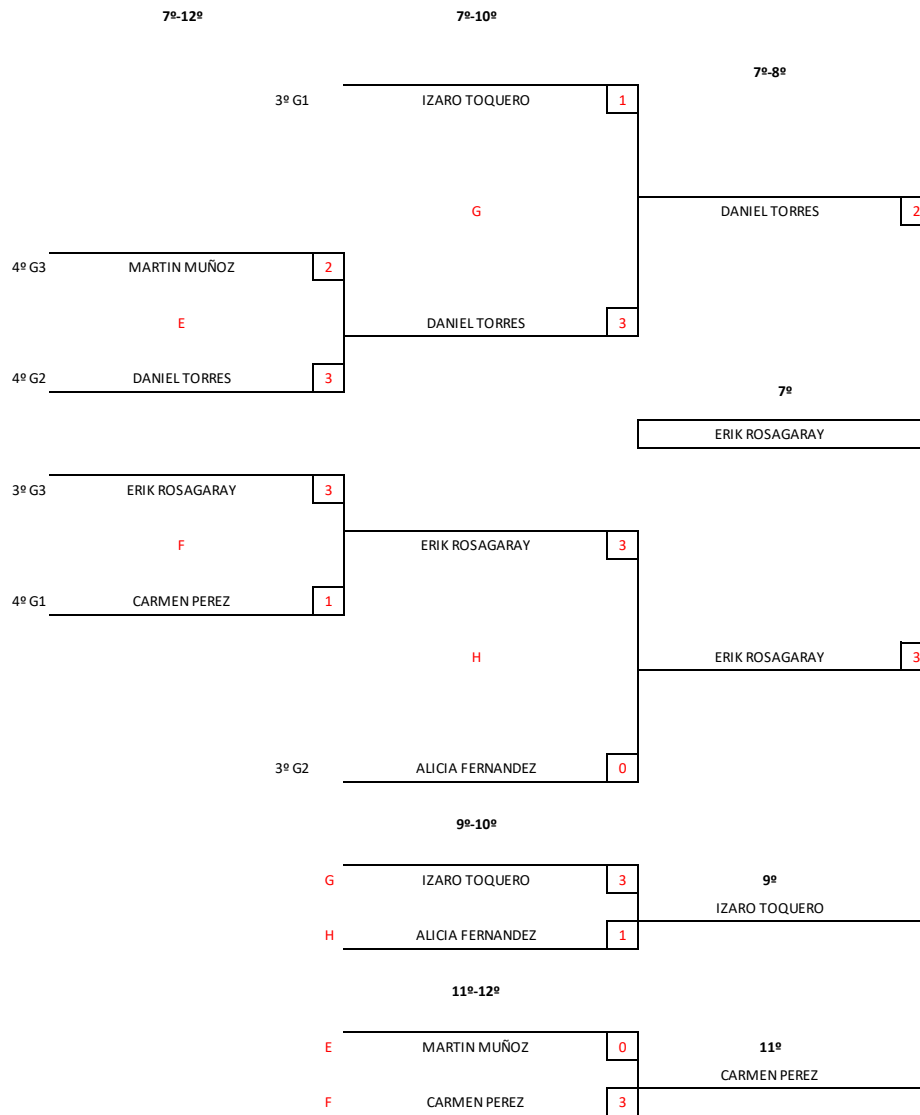 7º-12º 7º-10º
7º-8º
3º G1 IZARO TOQUERO 1
G DANIEL TORRES 2
4º G3 MARTIN MUÑOZ 2
E DANIEL TORRES 3
4º G2 DANIEL TORRES 3
7º
ERIK ROSAGARAY
3º G3 ERIK ROSAGARAY 3
F ERIK ROSAGARAY 3
4º G1 CARMEN PEREZ 1
H ERIK ROSAGARAY 3
3º G2 ALICIA FERNANDEZ 0
9º-10º
G IZARO TOQUERO 3 9º
IZARO TOQUERO
H ALICIA FERNANDEZ 1
11º-12º
E MARTIN MUÑOZ 0 11º
CARMEN PEREZ
F CARMEN PEREZ 3